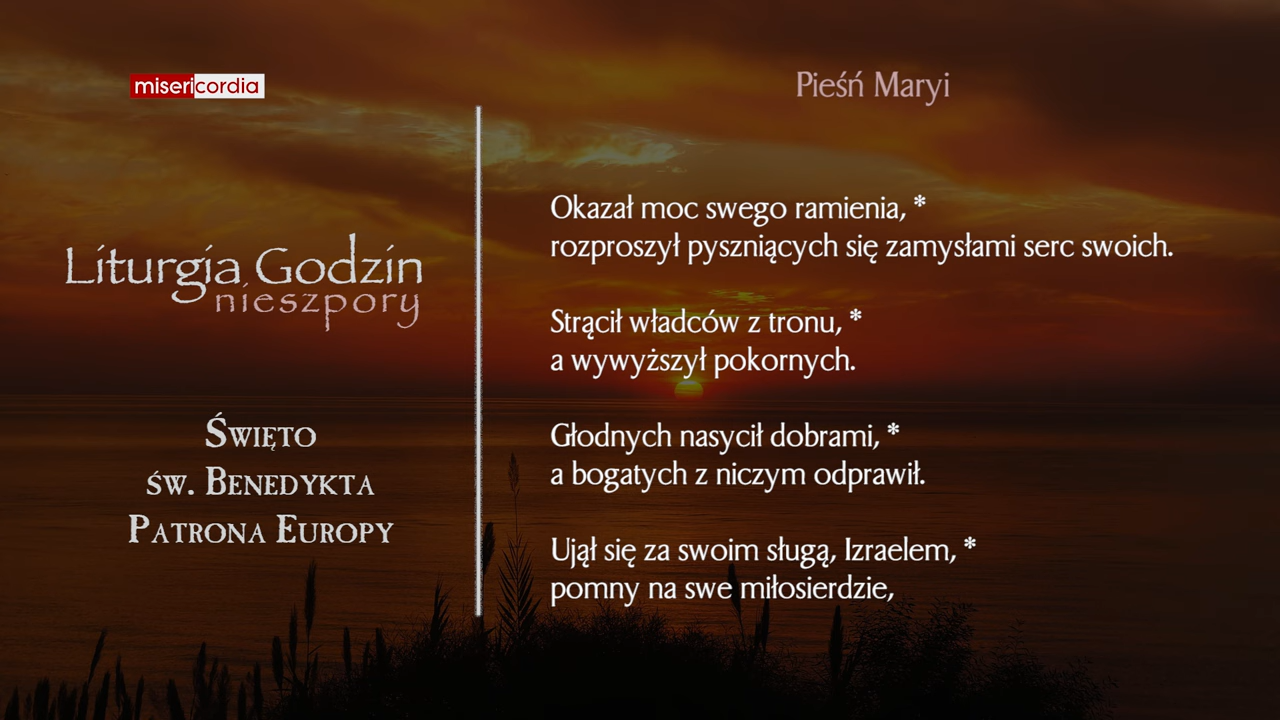 misericordia
Liturgia Godzin
nieszpory
Święto
św. Benedykta
Patrona Europy
Pieśń Maryi
Okazał moc swego ramienia, *
rozproszył pyszniących się zamysłami serc swoich.
Strącił władców z tronu, *
a wywyższył pokornych.
Głodnych nasycił dobrami, *
a bogatych z niczym odprawił.
Ujął się za swoim sługą, Izraelem, *
pomny na swe miłosierdzie,